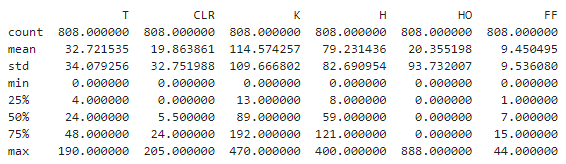 T CLR K H HO FF
count 808.000000 808.000000 808.000000 808.000000 808.000000 808.000000
mean 32.721535 19.863861 114.574257 79.231436 20.355198 9.450495
std 34.079256 32.751988 109.666802 82.690954 93.732007 9.536080
min 0.000000 0.000000 0.000000 0.000000 0.000000 0.000000
25% 4.000000 0.000000 13.000000 8.000000 0.000000 1.000000
50% 24.000000 5.500000 89.000000 59.000000 0.000000 7.000000
75% 48.000000 24.000000 192.000000 121.000000 0.000000 15.000000
max 190.000000 205.000000 470.000000 400.000000 888.000000 44.000000